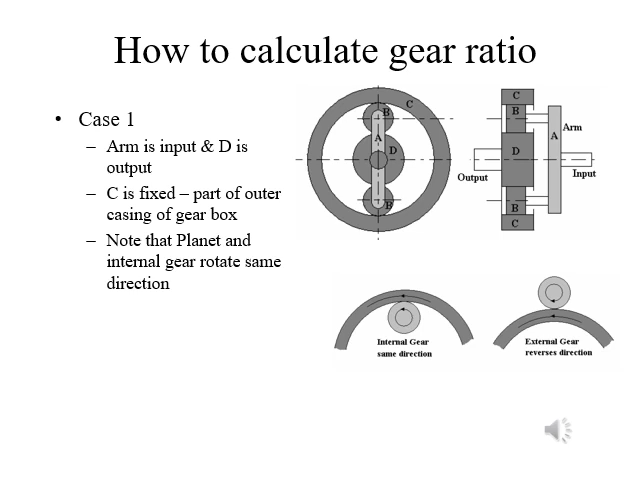 How to calculate gear ratio
• Case 1
– Arm is input & D is
output
– C is fixed – part of outer
casing of gear box
– Note that Planet and
internal gear rotate same
direction
C
B
A
D
B
C
B
A
Arm
D
Output
Input
B
C
Internal Gear
same direction
External Gear
reverses direction